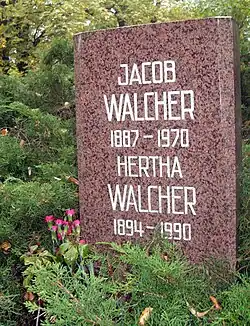 JACOB
WALCHER
1887 – 1970
HERTHA
WALCHER
1894 – 1990